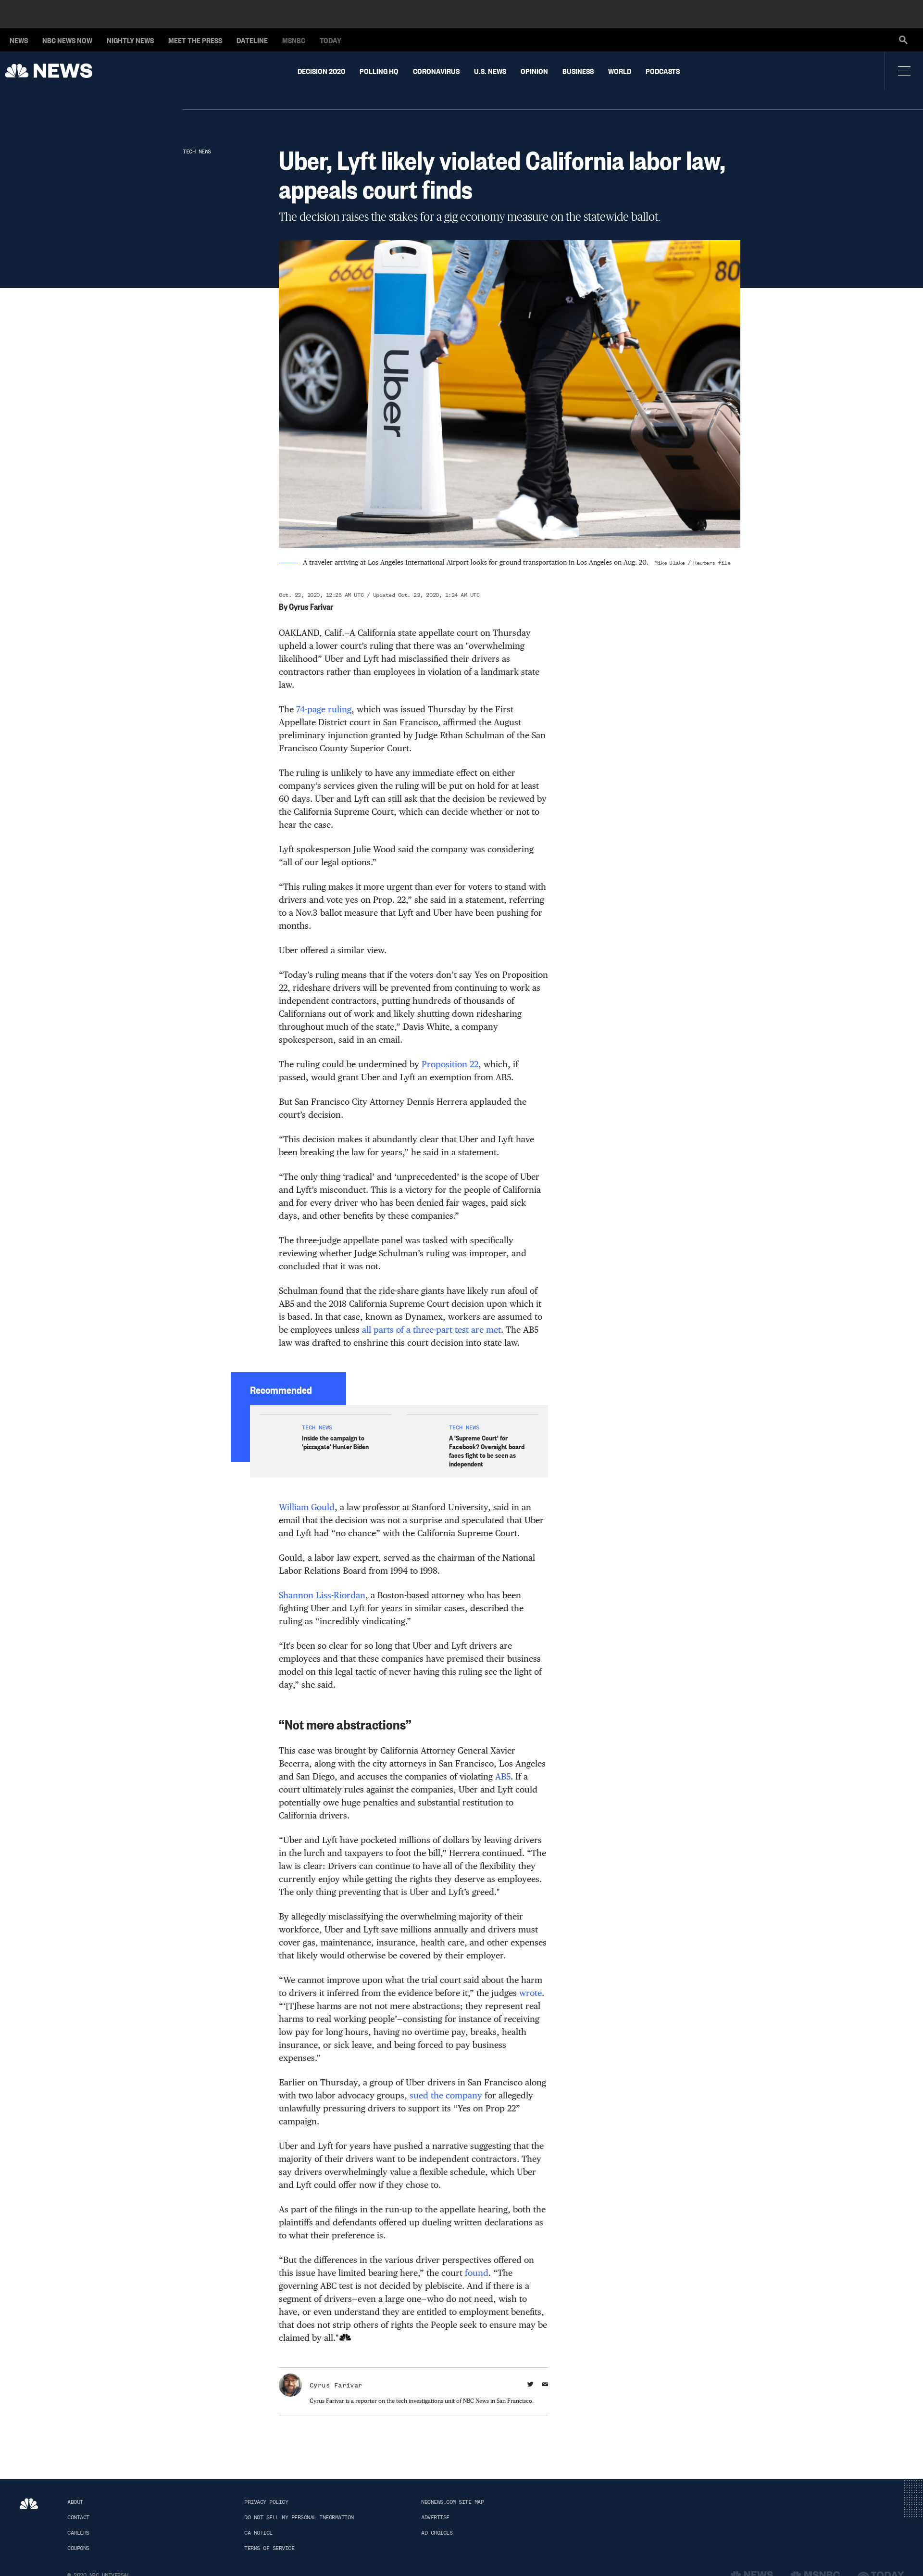 NEWS NBC NEWS NOW NIGHTLY NEWS MEET THE PRESS DATELINE MSNBC TODAY
NEWS
DECISION 2020 POLLING HQ CORONAVIRUS U.S. NEWS OPINION BUSINESS WORLD PODCASTS
TECH NEWS
Uber, Lyft likely violated California labor law,
appeals court finds
The decision raises the stakes for a gig economy measure on the statewide ballot.
6666 6000
Uber
A traveler arriving at Los Angeles International Airport looks for ground transportation in Los Angeles on Aug. 20. Mike Blake / Reuters file
Oct. 23, 2020, 12:25 AM UTC / Updated Oct. 23, 2020, 1:24 AM UTC
By Cyrus Farivar
OAKLAND, Calif.—A California state appellate court on Thursday
upheld a lower court’s ruling that there was an "overwhelming
likelihood” Uber and Lyft had misclassified their drivers as
contractors rather than employees in violation of a landmark state
law.
The 74-page ruling, which was issued Thursday by the First
Appellate District court in San Francisco, affirmed the August
preliminary injunction granted by Judge Ethan Schulman of the San
Francisco County Superior Court.
The ruling is unlikely to have any immediate effect on either
company’s services given the ruling will be put on hold for at least
60 days. Uber and Lyft can still ask that the decision be reviewed by
the California Supreme Court, which can decide whether or not to
hear the case.
Lyft spokesperson Julie Wood said the company was considering
“all of our legal options.”
“This ruling makes it more urgent than ever for voters to stand with
drivers and vote yes on Prop. 22,” she said in a statement, referring
to a Nov.3 ballot measure that Lyft and Uber have been pushing for
months.
Uber offered a similar view.
“Today’s ruling means that if the voters don’t say Yes on Proposition
22, rideshare drivers will be prevented from continuing to work as
independent contractors, putting hundreds of thousands of
Californians out of work and likely shutting down ridesharing
throughout much of the state,” Davis White, a company
spokesperson, said in an email.
The ruling could be undermined by Proposition 22, which, if
passed, would grant Uber and Lyft an exemption from AB5.
But San Francisco City Attorney Dennis Herrera applauded the
court’s decision.
“This decision makes it abundantly clear that Uber and Lyft have
been breaking the law for years,” he said in a statement.
“The only thing ‘radical’ and ‘unprecedented’ is the scope of Uber
and Lyft’s misconduct. This is a victory for the people of California
and for every driver who has been denied fair wages, paid sick
days, and other benefits by these companies.”
The three-judge appellate panel was tasked with specifically
reviewing whether Judge Schulman’s ruling was improper, and
concluded that it was not.
Schulman found that the ride-share giants have likely run afoul of
AB5 and the 2018 California Supreme Court decision upon which it
is based. In that case, known as Dynamex, workers are assumed to
be employees unless all parts of a three-part test are met. The AB5
law was drafted to enshrine this court decision into state law.
Recommended
TECH NEWS
Inside the campaign to
'pizzagate' Hunter Biden
TECH NEWS
A 'Supreme Court' for
Facebook? Oversight board
faces fight to be seen as
independent
William Gould, a law professor at Stanford University, said in an
email that the decision was not a surprise and speculated that Uber
and Lyft had “no chance” with the California Supreme Court.
Gould, a labor law expert, served as the chairman of the National
Labor Relations Board from 1994 to 1998.
Shannon Liss-Riordan, a Boston-based attorney who has been
fighting Uber and Lyft for years in similar cases, described the
ruling as “incredibly vindicating.”
“It's been so clear for so long that Uber and Lyft drivers are
employees and that these companies have premised their business
model on this legal tactic of never having this ruling see the light of
day,” she said.
“Not mere abstractions”
This case was brought by California Attorney General Xavier
Becerra, along with the city attorneys in San Francisco, Los Angeles
and San Diego, and accuses the companies of violating AB5. If a
court ultimately rules against the companies, Uber and Lyft could
potentially owe huge penalties and substantial restitution to
California drivers.
“Uber and Lyft have pocketed millions of dollars by leaving drivers
in the lurch and taxpayers to foot the bill,” Herrera continued. “The
law is clear: Drivers can continue to have all of the flexibility they
currently enjoy while getting the rights they deserve as employees.
The only thing preventing that is Uber and Lyft’s greed."
By allegedly misclassifying the overwhelming majority of their
workforce, Uber and Lyft save millions annually and drivers must
cover gas, maintenance, insurance, health care, and other expenses
that likely would otherwise be covered by their employer.
“We cannot improve upon what the trial court said about the harm
to drivers it inferred from the evidence before it,” the judges wrote.
“‘[T]hese harms are not not mere abstractions; they represent real
harms to real working people’—consisting for instance of receiving
low pay for long hours, having no overtime pay, breaks, health
insurance, or sick leave, and being forced to pay business
expenses.”
Earlier on Thursday, a group of Uber drivers in San Francisco along
with two labor advocacy groups, sued the company for allegedly
unlawfully pressuring drivers to support its “Yes on Prop 22”
campaign.
Uber and Lyft for years have pushed a narrative suggesting that the
majority of their drivers want to be independent contractors. They
say drivers overwhelmingly value a flexible schedule, which Uber
and Lyft could offer now if they chose to.
As part of the filings in the run-up to the appellate hearing, both the
plaintiffs and defendants offered up dueling written declarations as
to what their preference is.
“But the differences in the various driver perspectives offered on
this issue have limited bearing here,” the court found. “The
governing ABC test is not decided by plebiscite. And if there is a
segment of drivers—even a large one—who do not need, wish to
have, or even understand they are entitled to employment benefits,
that does not strip others of rights the People seek to ensure may be
claimed by all."
Cyrus Farivar
Cyrus Farivar is a reporter on the tech investigations unit of NBC News in San Francisco.
ABOUT
CONTACT
CAREERS
COUPONS
PRIVACY POLICY
DO NOT SELL MY PERSONAL INFORMATION
CA NOTICE
TERMS OF SERVICE
NBCNEWS.COM SITE MAP
ADVERTISE
AD CHOICES
© 2020 NBC UNIVERSAL
NEWS MSNBC TODAY